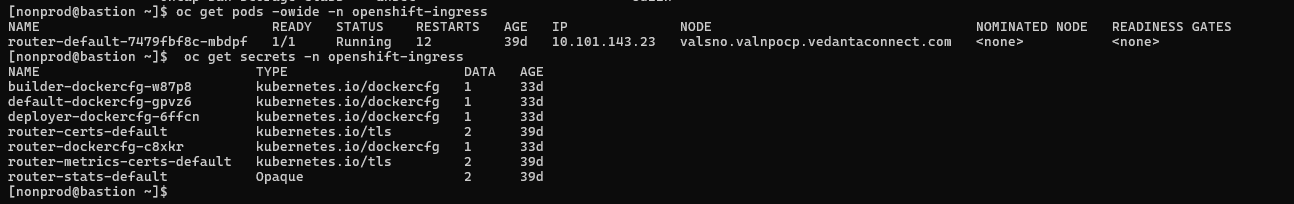 [nonprod@bastion ~]$ oc get pods -owide -n openshift-ingress
NAME READY STATUS RESTARTS AGE IP NODE NOMINATED NODE READINESS GATES
router-default-7479fbf8c-mbdpf 1/1 Running 12 39d 10.101.143.23 valsno.valnpocp.vedantaconnect.com <none> <none>
[nonprod@bastion ~]$  oc get secrets -n openshift-ingress
NAME TYPE DATA AGE
builder-dockercfg-w87p8 kubernetes.io/dockercfg 1 33d
default-dockercfg-gpvz6 kubernetes.io/dockercfg 1 33d
deployer-dockercfg-6ffcn kubernetes.io/dockercfg 1 33d
router-certs-default kubernetes.io/tls 2 39d
router-dockercfg-c8xkr kubernetes.io/dockercfg 1 33d
router-metrics-certs-default kubernetes.io/tls 2 39d
router-stats-default Opaque 2 39d
[nonprod@bastion ~]$